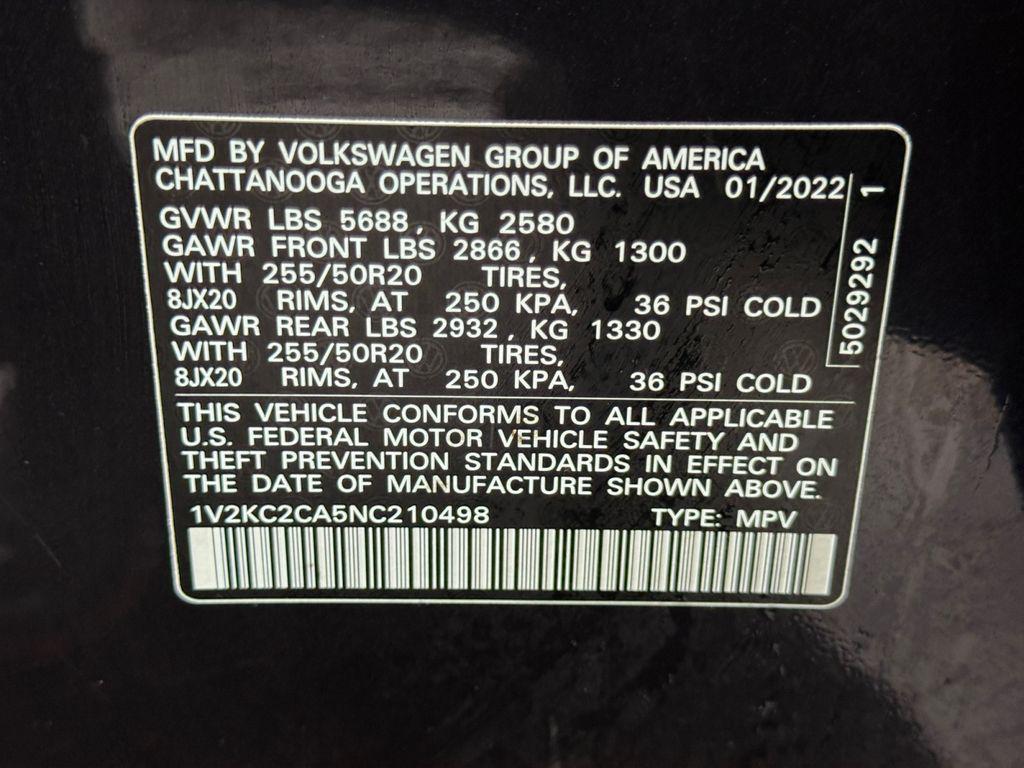 MFD BY VOLKSWAGEN GROUP OF AMERICA
CHATTANOOGA OPERATIONS, LLC. USA 01/2022
GVWR LBS 5688, KG 2580
GAWR FRONT LBS 2866, KG 1300
WITH 255/50R20 TIRES,
8JX20 RIMS, AT 250 KPA, 36 PSI COLD
GAWR REAR LBS 2932, KG 1330
WITH 255/50R20 TIRES,
8JX20 RIMS, AT 250 KPA, 36 PSI COLD
5029292 1
THIS VEHICLE CONFORMS TO ALL APPLICABLE
U.S. FEDERAL MOTOR VEHICLE SAFETY AND
THEFT PREVENTION STANDARDS IN EFFECT ON
THE DATE OF MANUFACTURE SHOWN ABOVE.
1V2KC2CA5NC210498 TYPE: MPV